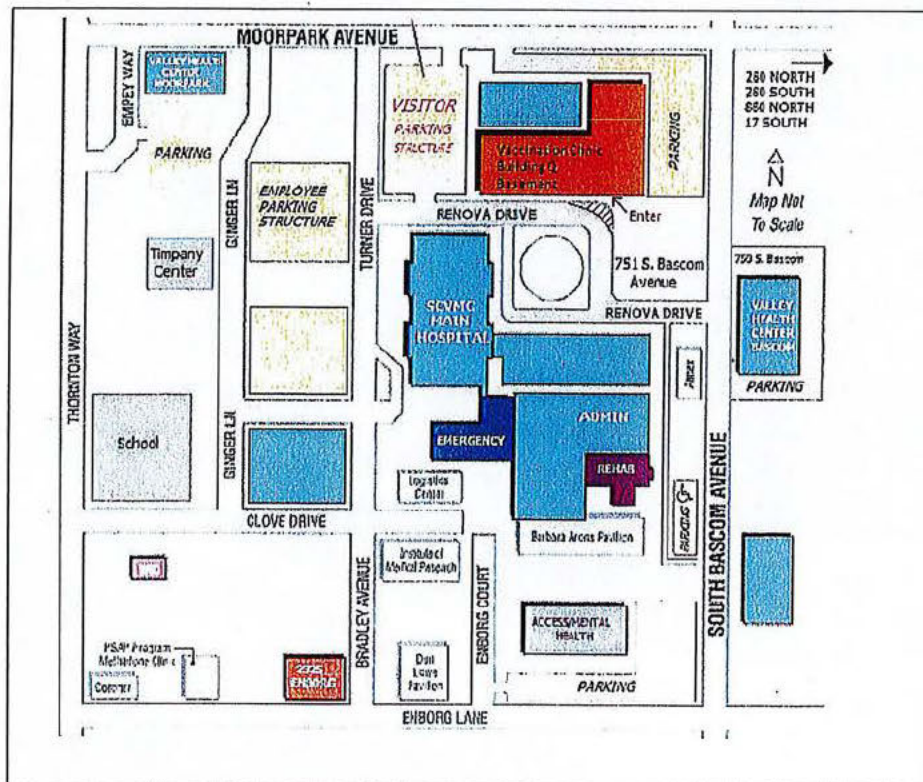 MOORPARK AVENUE
EMPEY WAY
VALLEY HEALTH
CENTER
MOORPARK
PARKING
GINGER LN
EMPLOYEE
PARKING
STRUCTURE
TURNER DRIVE
VISITOR
PARKING
STRUCTURE
Vaccination Clinic
Building Q
Basement
PARKING
280 NORTH
280 SOUTH
880 NORTH
17 SOUTH
N
Map Not
To Scale
Enter
RENOVA DRIVE
751 S. Bascom
Avenue
RENOVA DRIVE
Timpany
Center
SCVMC
MAIN
HOSPITAL
750 S. Bascom
VALLEY
HEALTH
CENTER
BASCOM
PARKING
THORNTON WAY
School
GINGER LN
EMERGENCY
ADMIN
REHAB
Logistics
Center
PARKING
SOUTH BASCOM AVENUE
CLOVE DRIVE
Barbara Arons Pavilion
Institute of
Medical Research
BRADLEY AVENUE
ENBORG COURT
ACCESS/MENTAL
HEALTH
Program
Methadone Clinic
Coroner
ENBORG
Don
Lowe
Pavilion
PARKING
ENBORG LANE